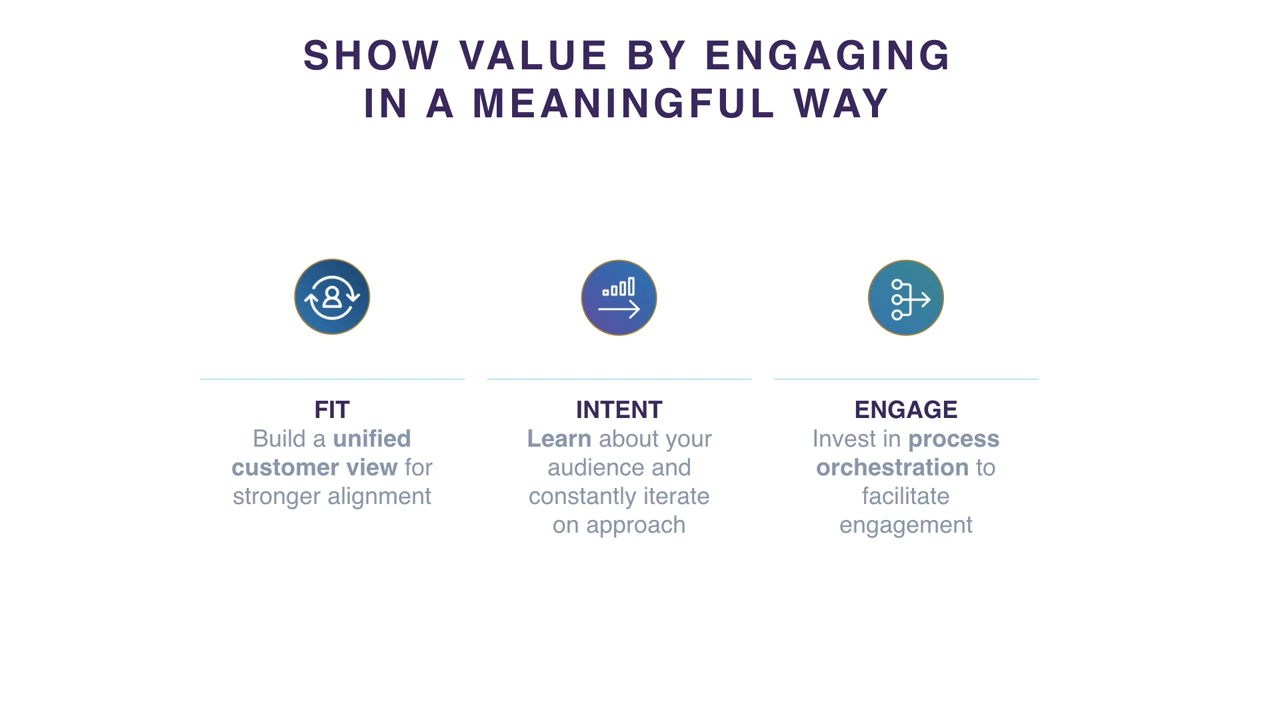 SHOW VALUE BY ENGAGING
IN A MEANINGFUL WAY
FIT
Build a unified
customer view for
stronger alignment
INTENT
Learn about your
audience and
constantly iterate
on approach
ENGAGE
Invest in process
orchestration to
facilitate
engagement